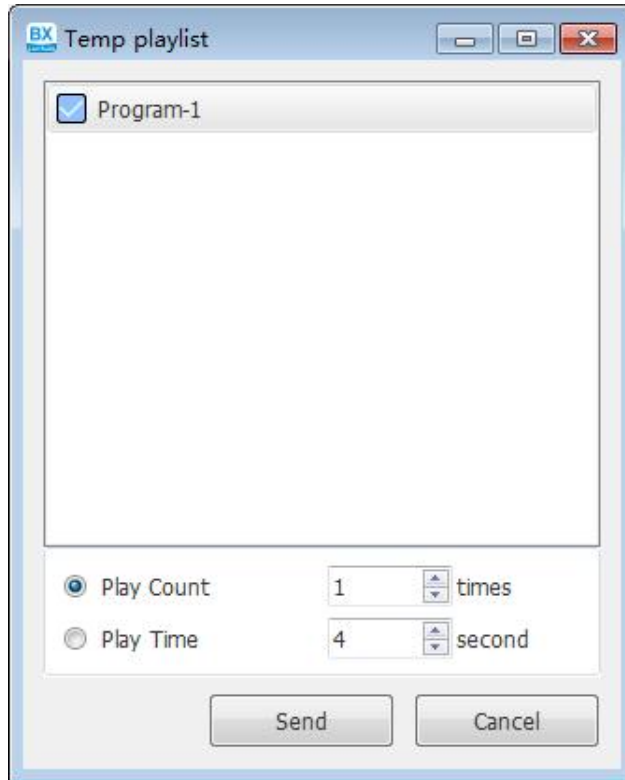 BX
Temp playlist
Program-1
Play Count 1 times
Play Time 4 second
Send Cancel